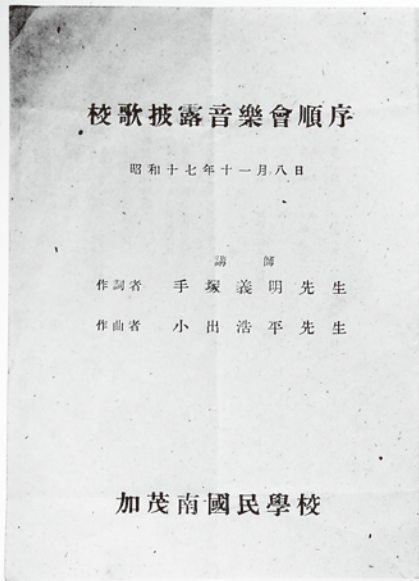 校歌披露音樂會順序
昭和十七年十一月八日
講師
作詞者 手塚義明先生
作曲者 小出浩平先生
加茂南國民學校